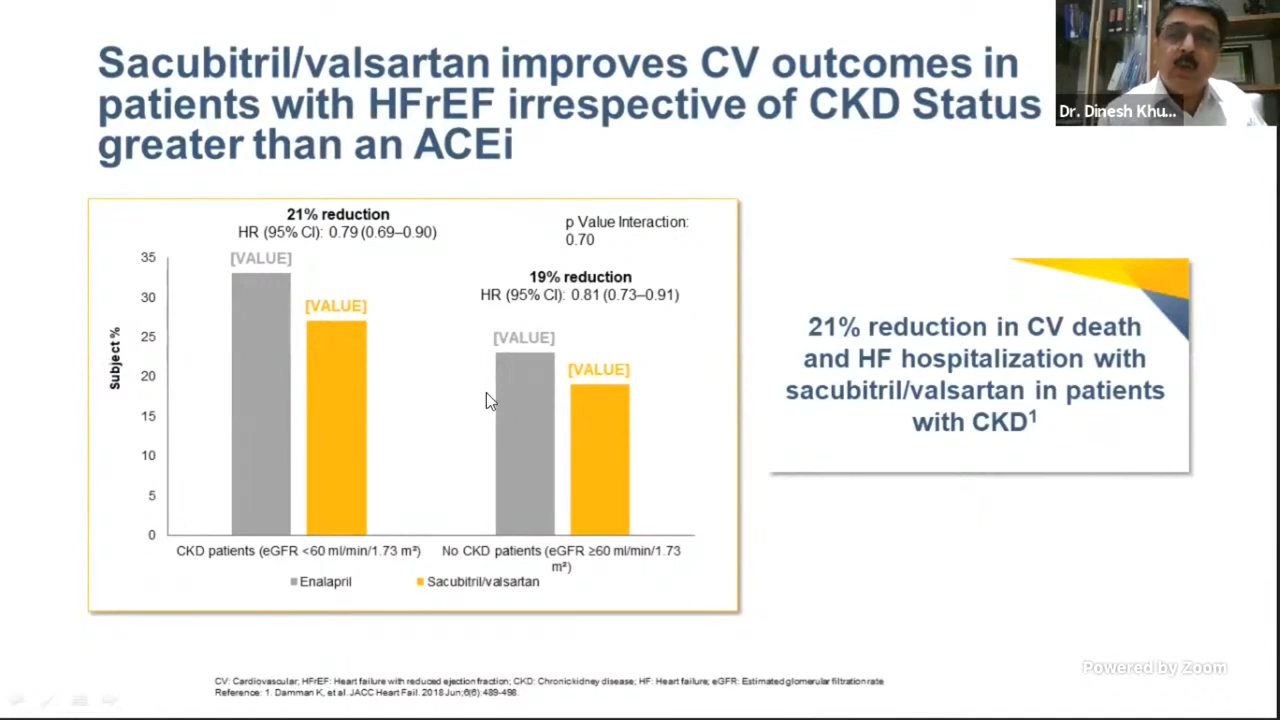 Sacubitril/valsartan improves CV outcomes in
patients with HFrEF irrespective of CKD Status
greater than an ACEi
Dr. Dinesh Khu...
21% reduction
HR (95% CI): 0.79 (0.69–0.90)
p Value Interaction:
0.70
19% reduction
HR (95% CI): 0.81 (0.73–0.91)
[VALUE]
[VALUE]
[VALUE]
[VALUE]
Subject %
35
30
25
20
15
10
5
0
CKD patients (eGFR <60 ml/min/1.73 m²)
No CKD patients (eGFR ≥60 ml/min/1.73
m²)
Enalapril
Sacubitril/valsartan
21% reduction in CV death
and HF hospitalization with
sacubitril/valsartan in patients
with CKD¹
Powered by Zoom
CV: Cardiovascular; HFrEF: Heart failure with reduced ejection fraction; CKD: Chronic kidney disease; HF: Heart failure; eGFR: Estimated glomerular filtration rate
Reference: 1. Damman K, et al. JACC Heart Fail. 2018 Jun;6(6):489-498.